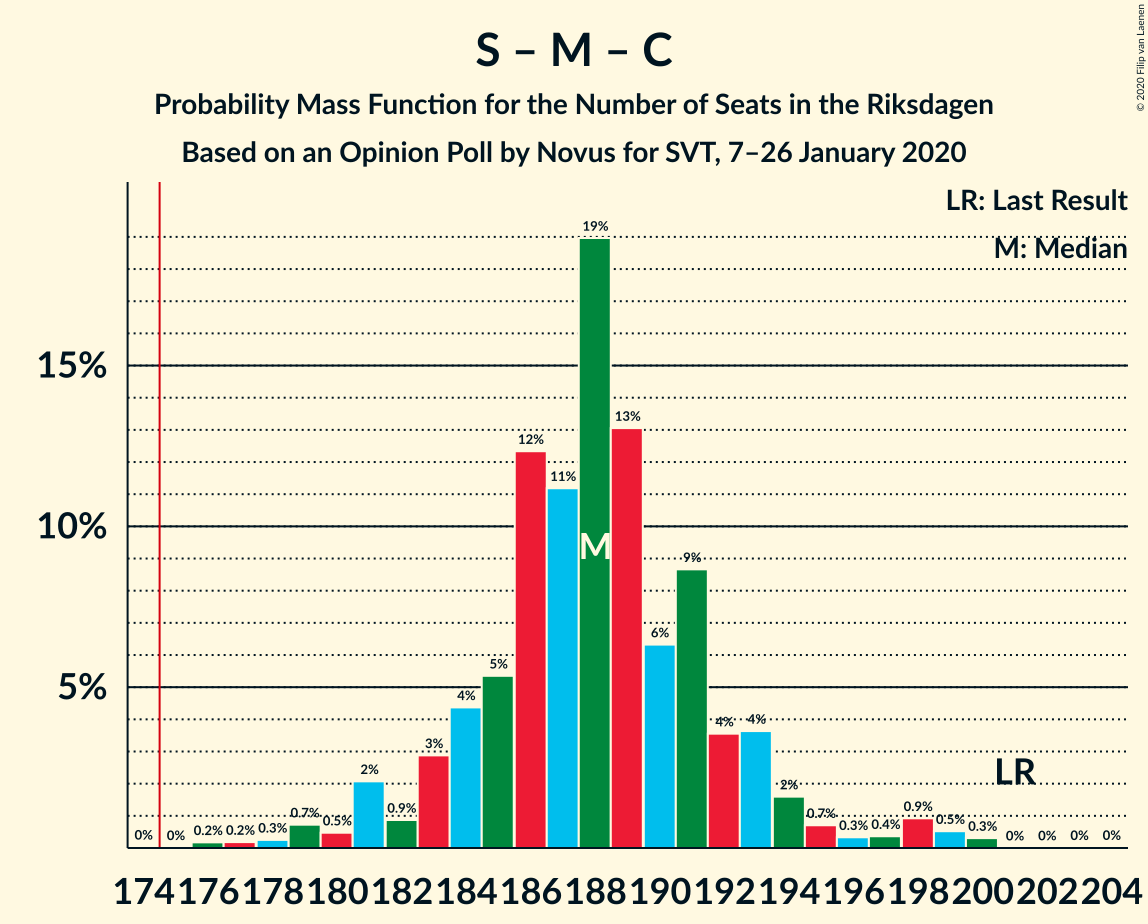 S – M – C
Probability Mass Function for the Number of Seats in the Riksdagen
Based on an Opinion Poll by Novus for SVT, 7–26 January 2020
© 2020 Filip van Laenen
LR: Last Result
M: Median
15%
10%
5%
0% 0% 0.2% 0.2% 0.3% 0.7% 0.5% 2% 0.9% 3% 4% 5% 12% 11% 19% 13% 6% 9% 4% 4% 2% 0.7% 0.3% 0.4% 0.9% 0.5% 0.3% 0% 0% 0% 0%
M
LR
174 176 178 180 182 184 186 188 190 192 194 196 198 200 202 204